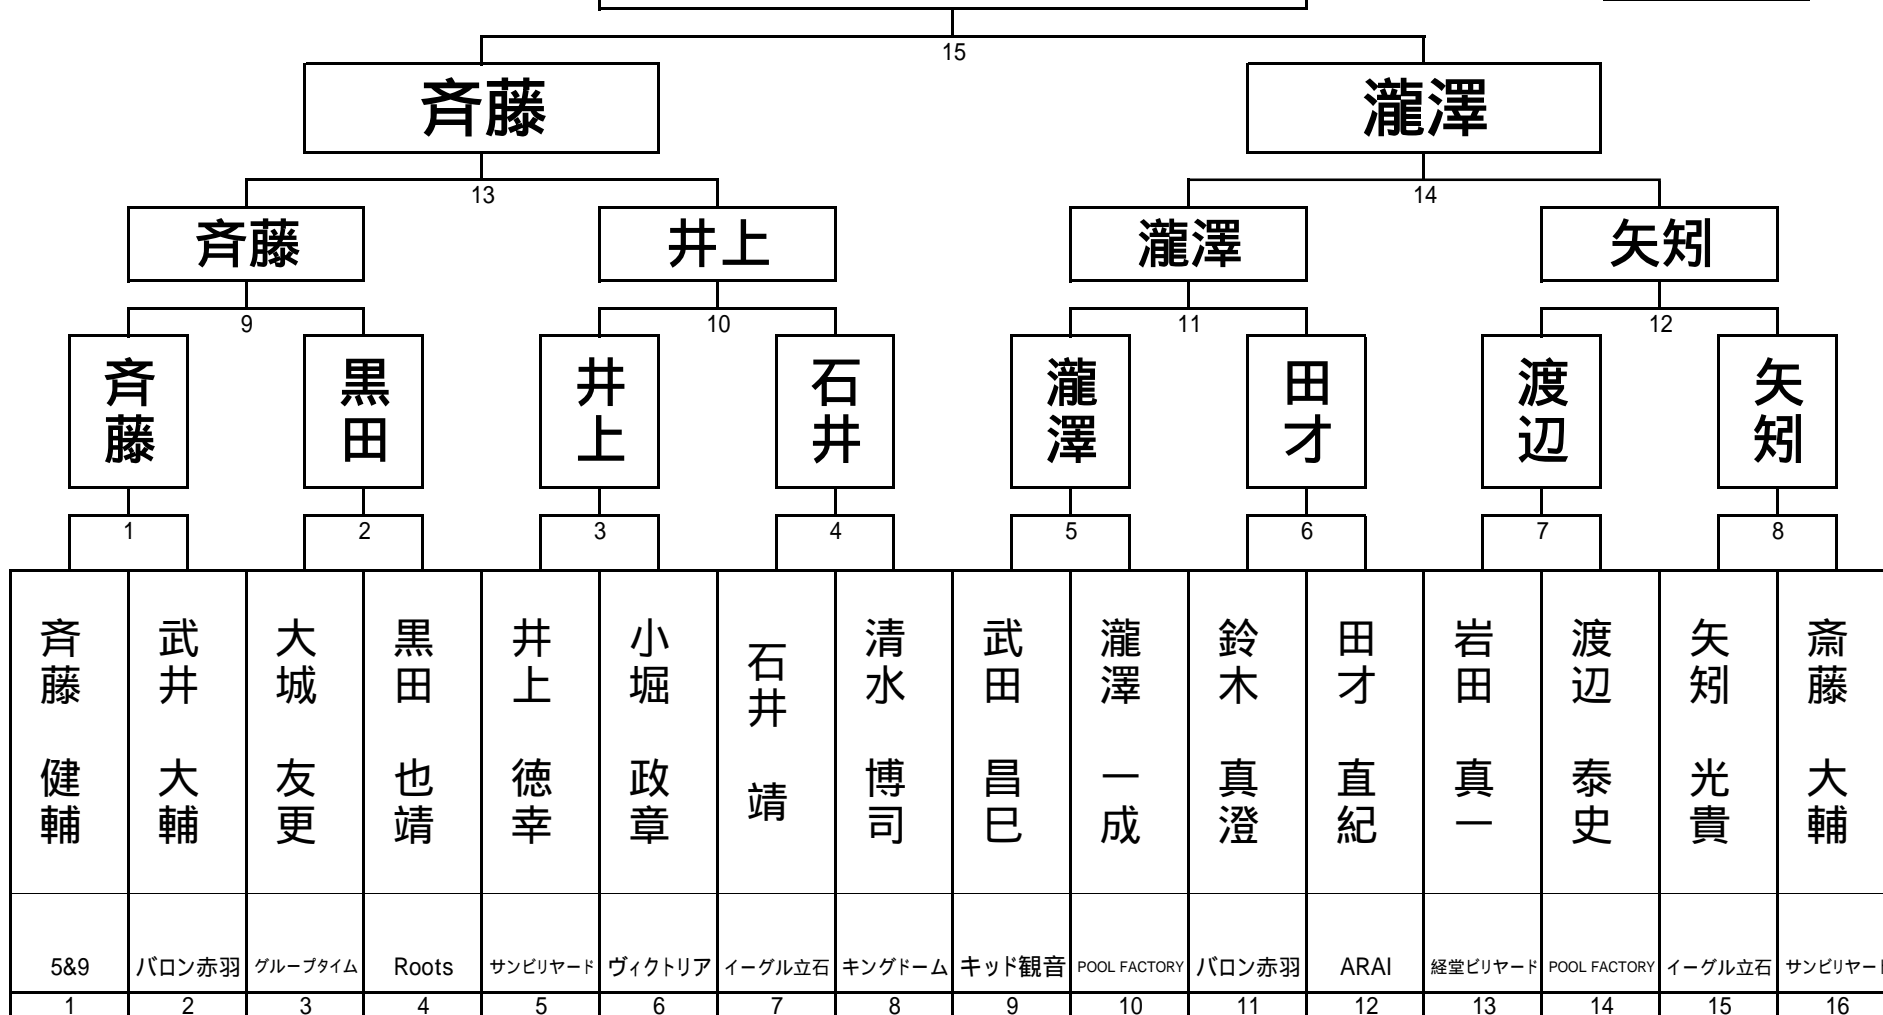 15
斉藤
瀧澤
13
14
斉藤
井上
瀧澤
矢矧
9
10
11
12
斉藤
黒田
井上
石井
瀧澤
田才
渡辺
矢矧
1
2
3
4
5
6
7
8
斉藤 健輔
武井 大輔
大城 友更
黒田 也靖
井上 徳幸
小堀 政章
石井 靖
清水 博司
武田 昌巳
瀧澤 一成
鈴木 真澄
田才 直紀
岩田 真一
渡辺 泰史
矢矧 光貴
斎藤 大輔
5&9
バロン赤羽
グループタイム
Roots
サンビリヤード
ヴィクトリア
イーグル立石
キングドーム
キッド観音
POOL FACTORY
バロン赤羽
ARAI
経堂ビリヤード
POOL FACTORY
イーグル立石
サンビリヤード
1
2
3
4
5
6
7
8
9
10
11
12
13
14
15
16